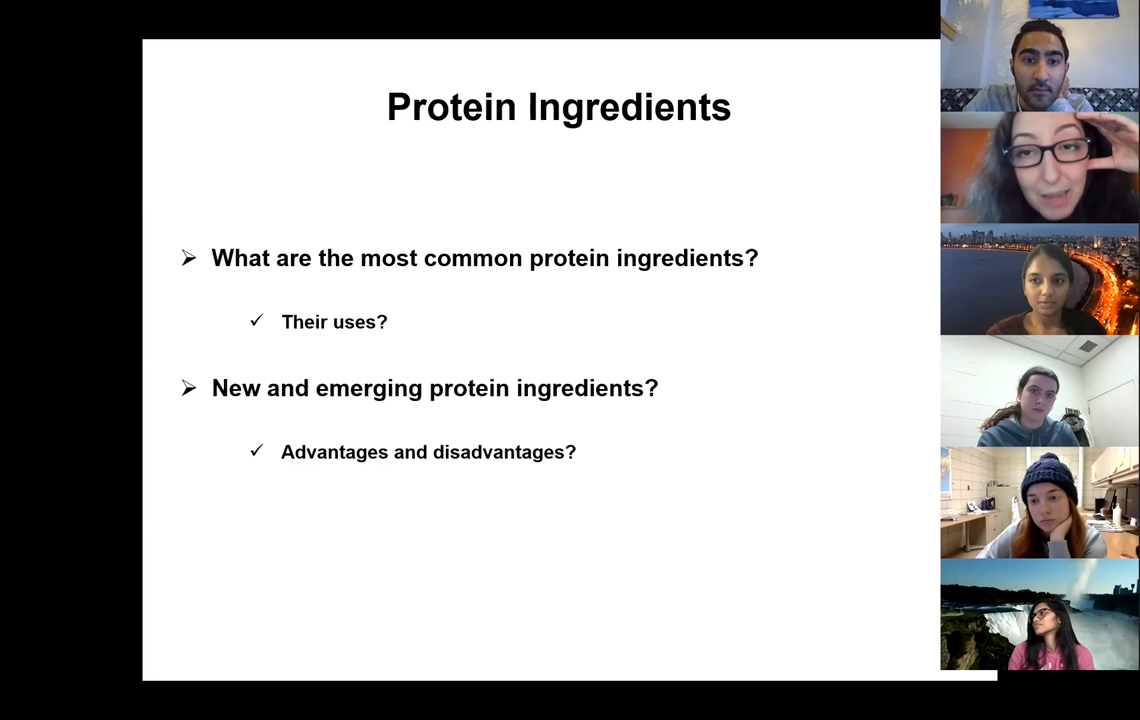 Protein Ingredients
What are the most common protein ingredients?
Their uses?
New and emerging protein ingredients?
Advantages and disadvantages?